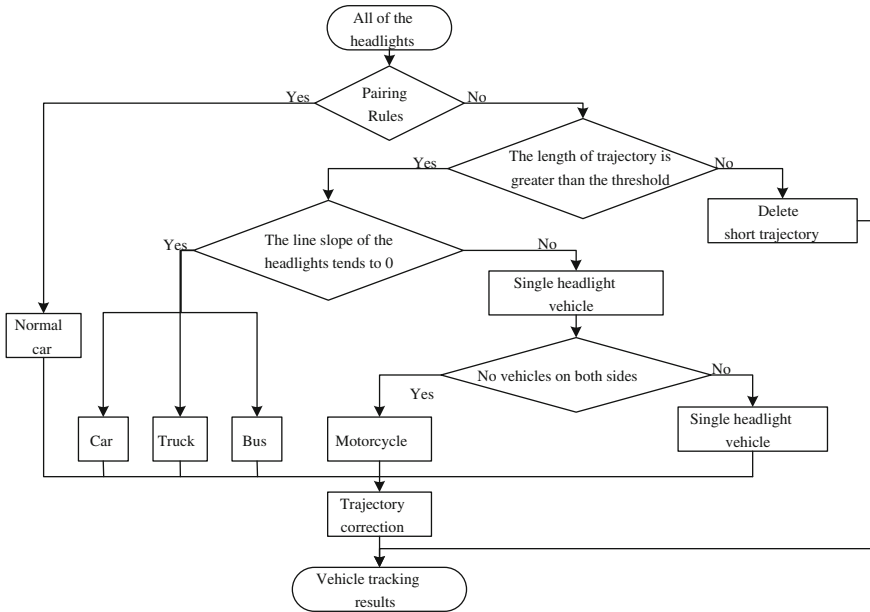 All of the
headlights
Yes
Pairing
Rules
No
Yes
The length of trajectory is
greater than the threshold
No
Delete
short trajectory
Yes
The line slope of the
headlights tends to 0
No
Single headlight
vehicle
Normal
car
No vehicles on both sides
No
Yes
Car
Truck
Bus
Motorcycle
Single headlight
vehicle
Trajectory
correction
Vehicle tracking
results